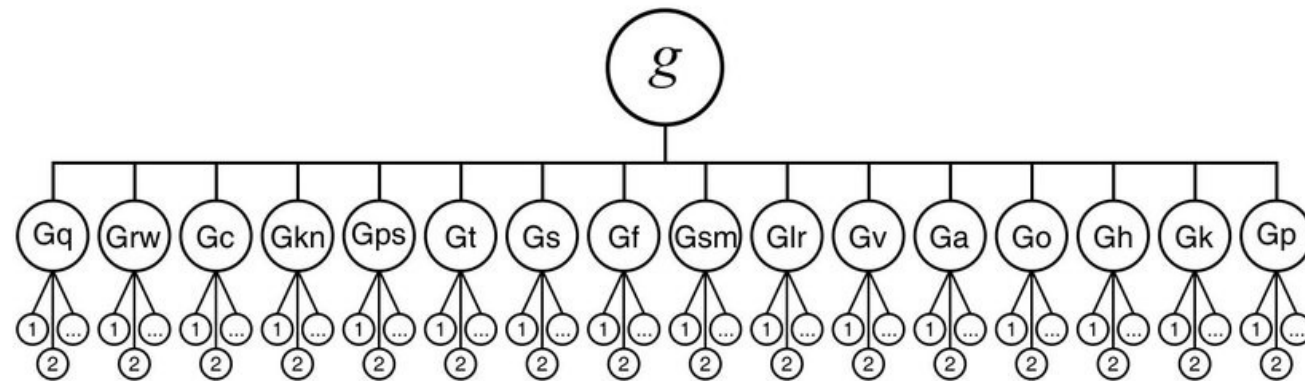 g
Gq Grw Gc Gkn Gps Gt Gs Gf Gsm Glr Gv Ga Go Gh Gk Gp
1 ... 1 ... 1 ... 1 ... 1 ... 1 ... 1 ... 1 ... 1 ... 1 ... 1 ... 1 ... 1 ... 1 ... 1 ... 1 ...
2 2 2 2 2 2 2 2 2 2 2 2 2 2 2 2